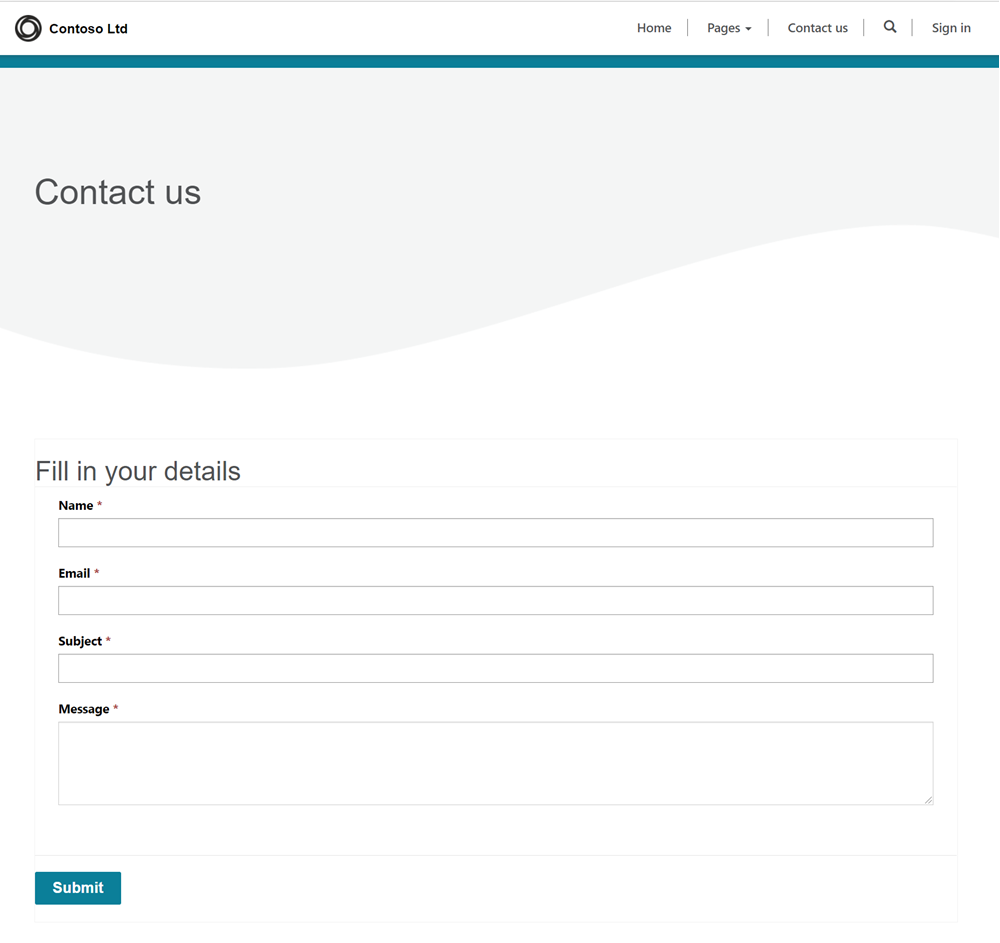 Contoso Ltd Home Pages Contact us Sign in
Contact us
Fill in your details
Name *
Email *
Subject *
Message *
Submit